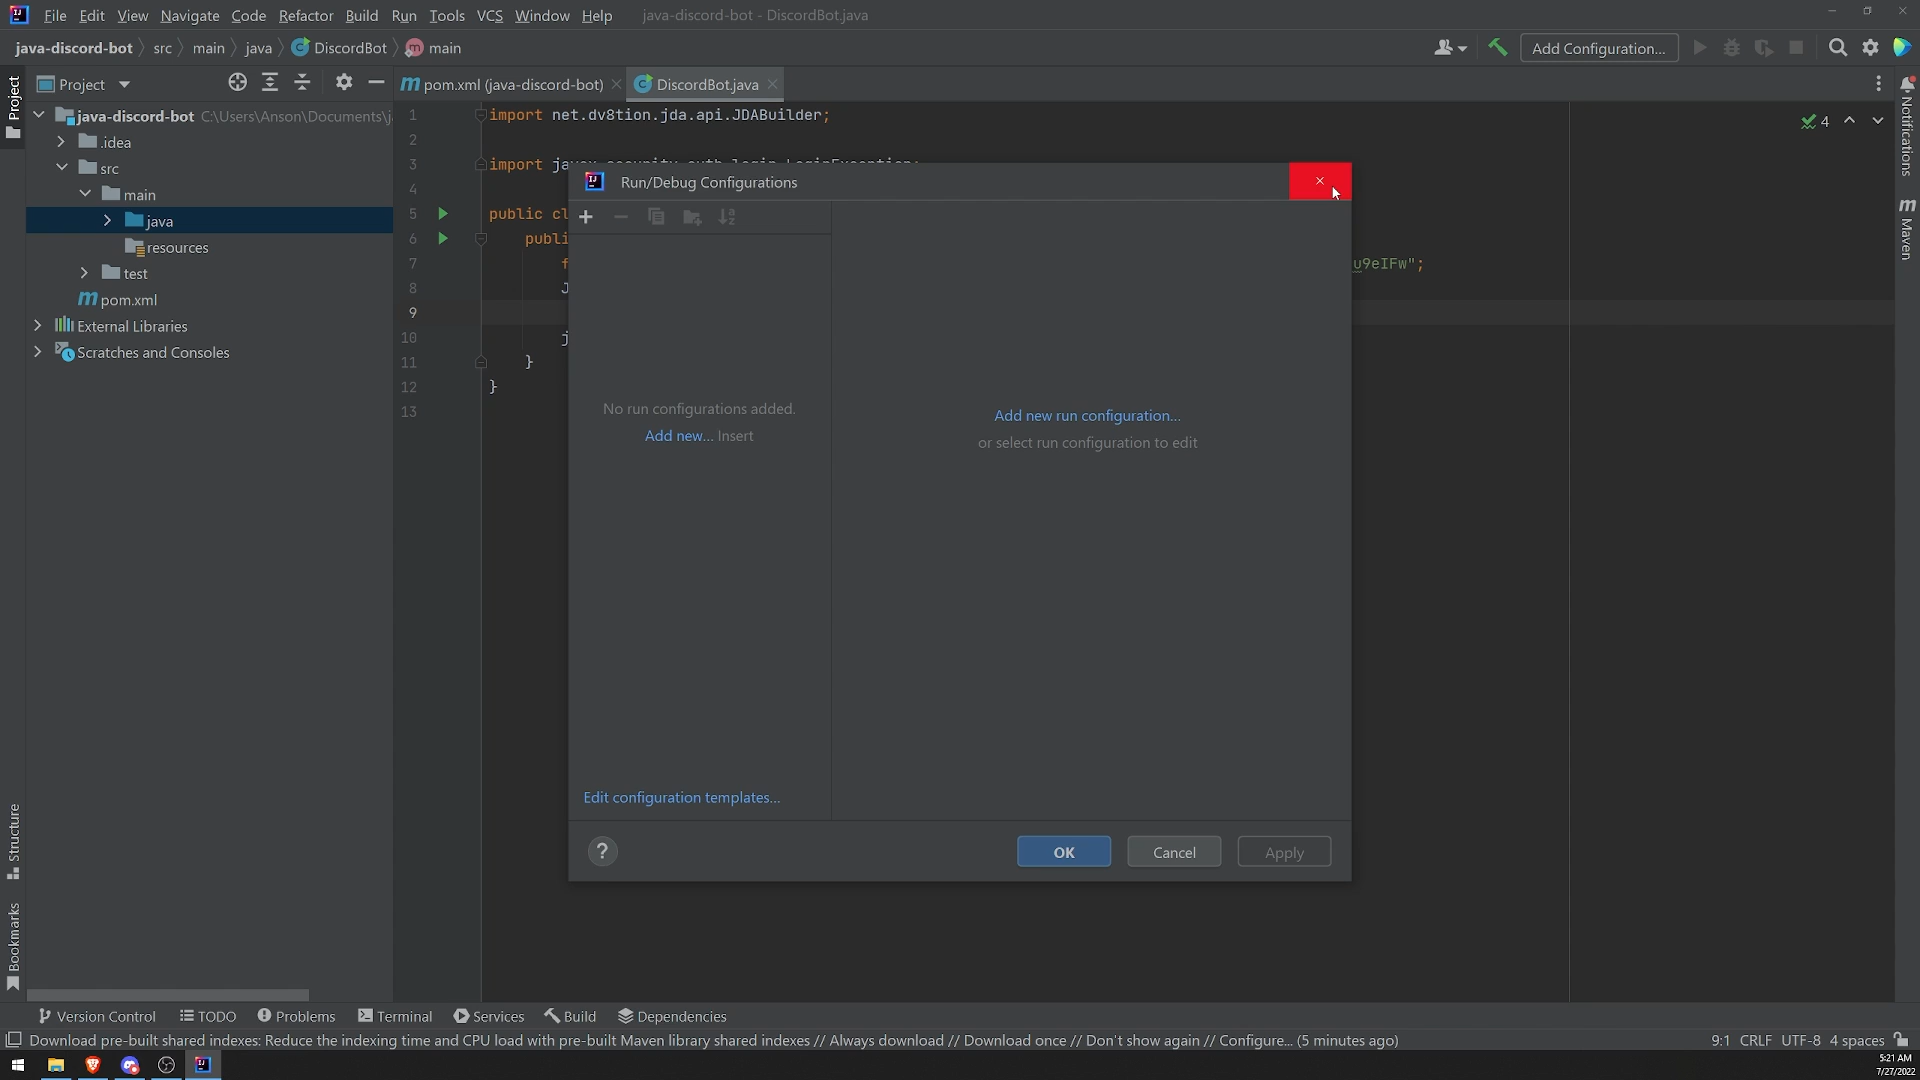 File Edit View Navigate Code Refactor Build Run Tools VCS Window Help java-discord-bot - DiscordBot.java
java-discord-bot src main java DiscordBot main Add Configuration...
Project
pom.xml (java-discord-bot) DiscordBot.java
java-discord-bot C:\Users\Anson\Documents\j
.idea
src
main
java
resources
test
pom.xml
External Libraries
Scratches and Consoles
1 import net.dv8tion.jda.api.JDABuilder;
2
3 import
4
5 public cl
6 publi
7 f u9eIFw";
8 J
9
10 j
11 }
12 }
13
4
Run/Debug Configurations
No run configurations added.
Add new... Insert
Add new run configuration...
or select run configuration to edit
Edit configuration templates...
?
OK Cancel Apply
Project
Structure
Bookmarks
Notifications
Maven
Version Control TODO Problems Terminal Services Build Dependencies
Download pre-built shared indexes: Reduce the indexing time and CPU load with pre-built Maven library shared indexes // Always download // Download once // Don't show again // Configure... (5 minutes ago) 9:1 CRLF UTF-8 4 spaces
5:21 AM
7/27/2022